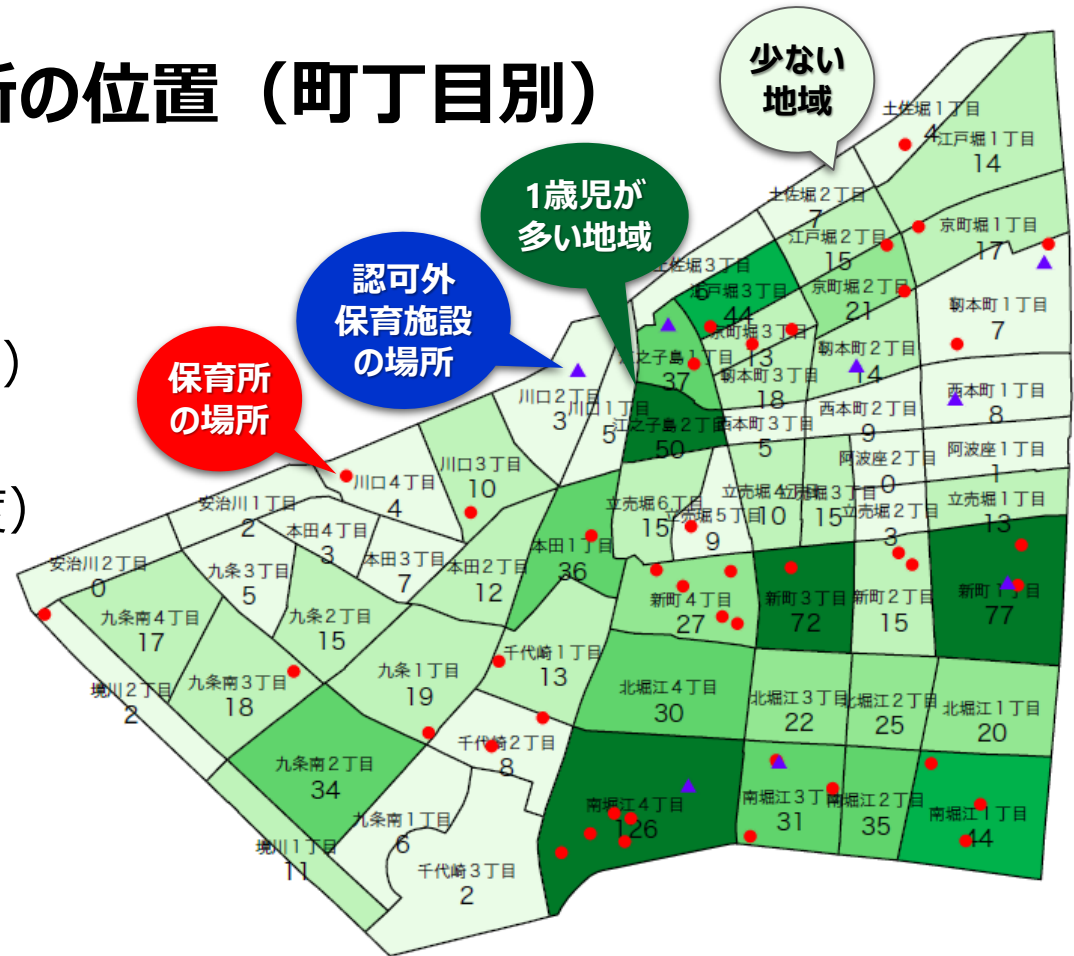 所の位置（町丁目別）
少ない
地域
1歳児が
多い地域
認可外
保育施設
の場所
保育所
の場所
）
）
土佐堀1丁目
4
江戸堀1丁目
14
土佐堀2丁目
7
江戸堀2丁目
15
京町堀1丁目
17
土佐堀3丁目
6
江戸堀3丁目
44
京町堀2丁目
21
靭本町1丁目
7
京町堀3丁目
13
靭本町2丁目
14
江之子島1丁目
37
靭本町3丁目
18
西本町1丁目
8
川口2丁目
3
川口1丁目
5
江之子島2丁目
50
西本町3丁目
5
西本町2丁目
9
阿波座1丁目
1
阿波座2丁目
0
川口3丁目
10
川口4丁目
4
立売堀6丁目
15
立売堀5丁目
9
立売堀4丁目
10
立売堀3丁目
15
立売堀2丁目
3
立売堀1丁目
13
安治川1丁目
2
本田4丁目
3
本田3丁目
7
本田2丁目
12
本田1丁目
36
安治川2丁目
0
九条3丁目
5
九条2丁目
15
新町4丁目
27
新町3丁目
72
新町2丁目
15
新町1丁目
77
九条南4丁目
17
九条南3丁目
18
九条1丁目
19
千代崎1丁目
13
境川2丁目
2
北堀江4丁目
30
北堀江3丁目
22
北堀江2丁目
25
北堀江1丁目
20
九条南2丁目
34
千代崎2丁目
8
九条南1丁目
6
南堀江4丁目
126
南堀江3丁目
31
南堀江2丁目
35
南堀江1丁目
44
境川1丁目
11
千代崎3丁目
2